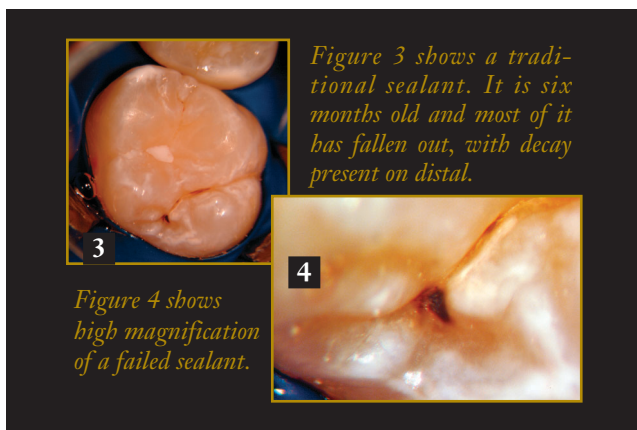 Figure 3 shows a tradi-
tional sealant. It is six
months old and most of it
has fallen out, with decay
present on distal.
3
4
Figure 4 shows
high magnification
of a failed sealant.